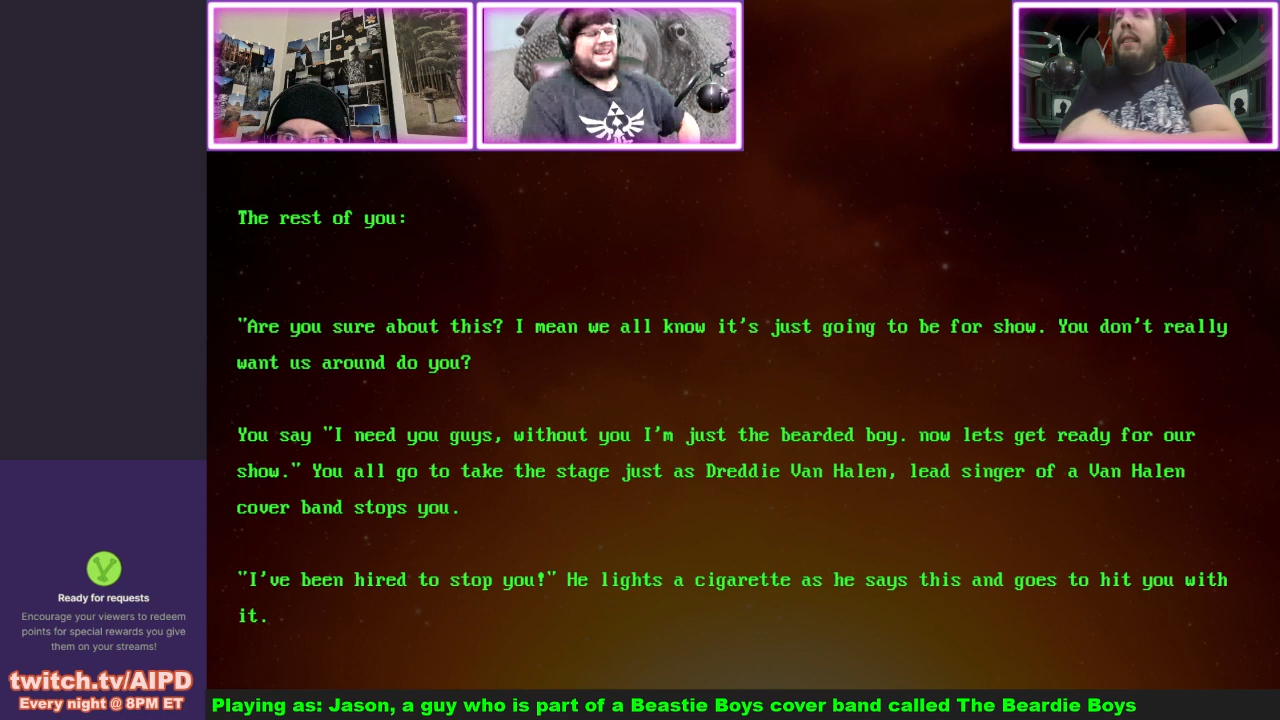 The rest of you:
"Are you sure about this? I mean we all know it's just going to be for show. You don't really
want us around do you?
You say "I need you guys, without you I'm just the bearded boy. now lets get ready for our
show." You all go to take the stage just as Dreddie Van Halen, lead singer of a Van Halen
cover band stops you.
"I've been hired to stop you!" He lights a cigarette as he says this and goes to hit you with
it.
Ready for requests
Encourage your viewers to redeem
points for special rewards you give
them on your streams!
twitch.tv/AIPD
Every night @ 8PM ET
Playing as: Jason, a guy who is part of a Beastie Boys cover band called The Beardie Boys